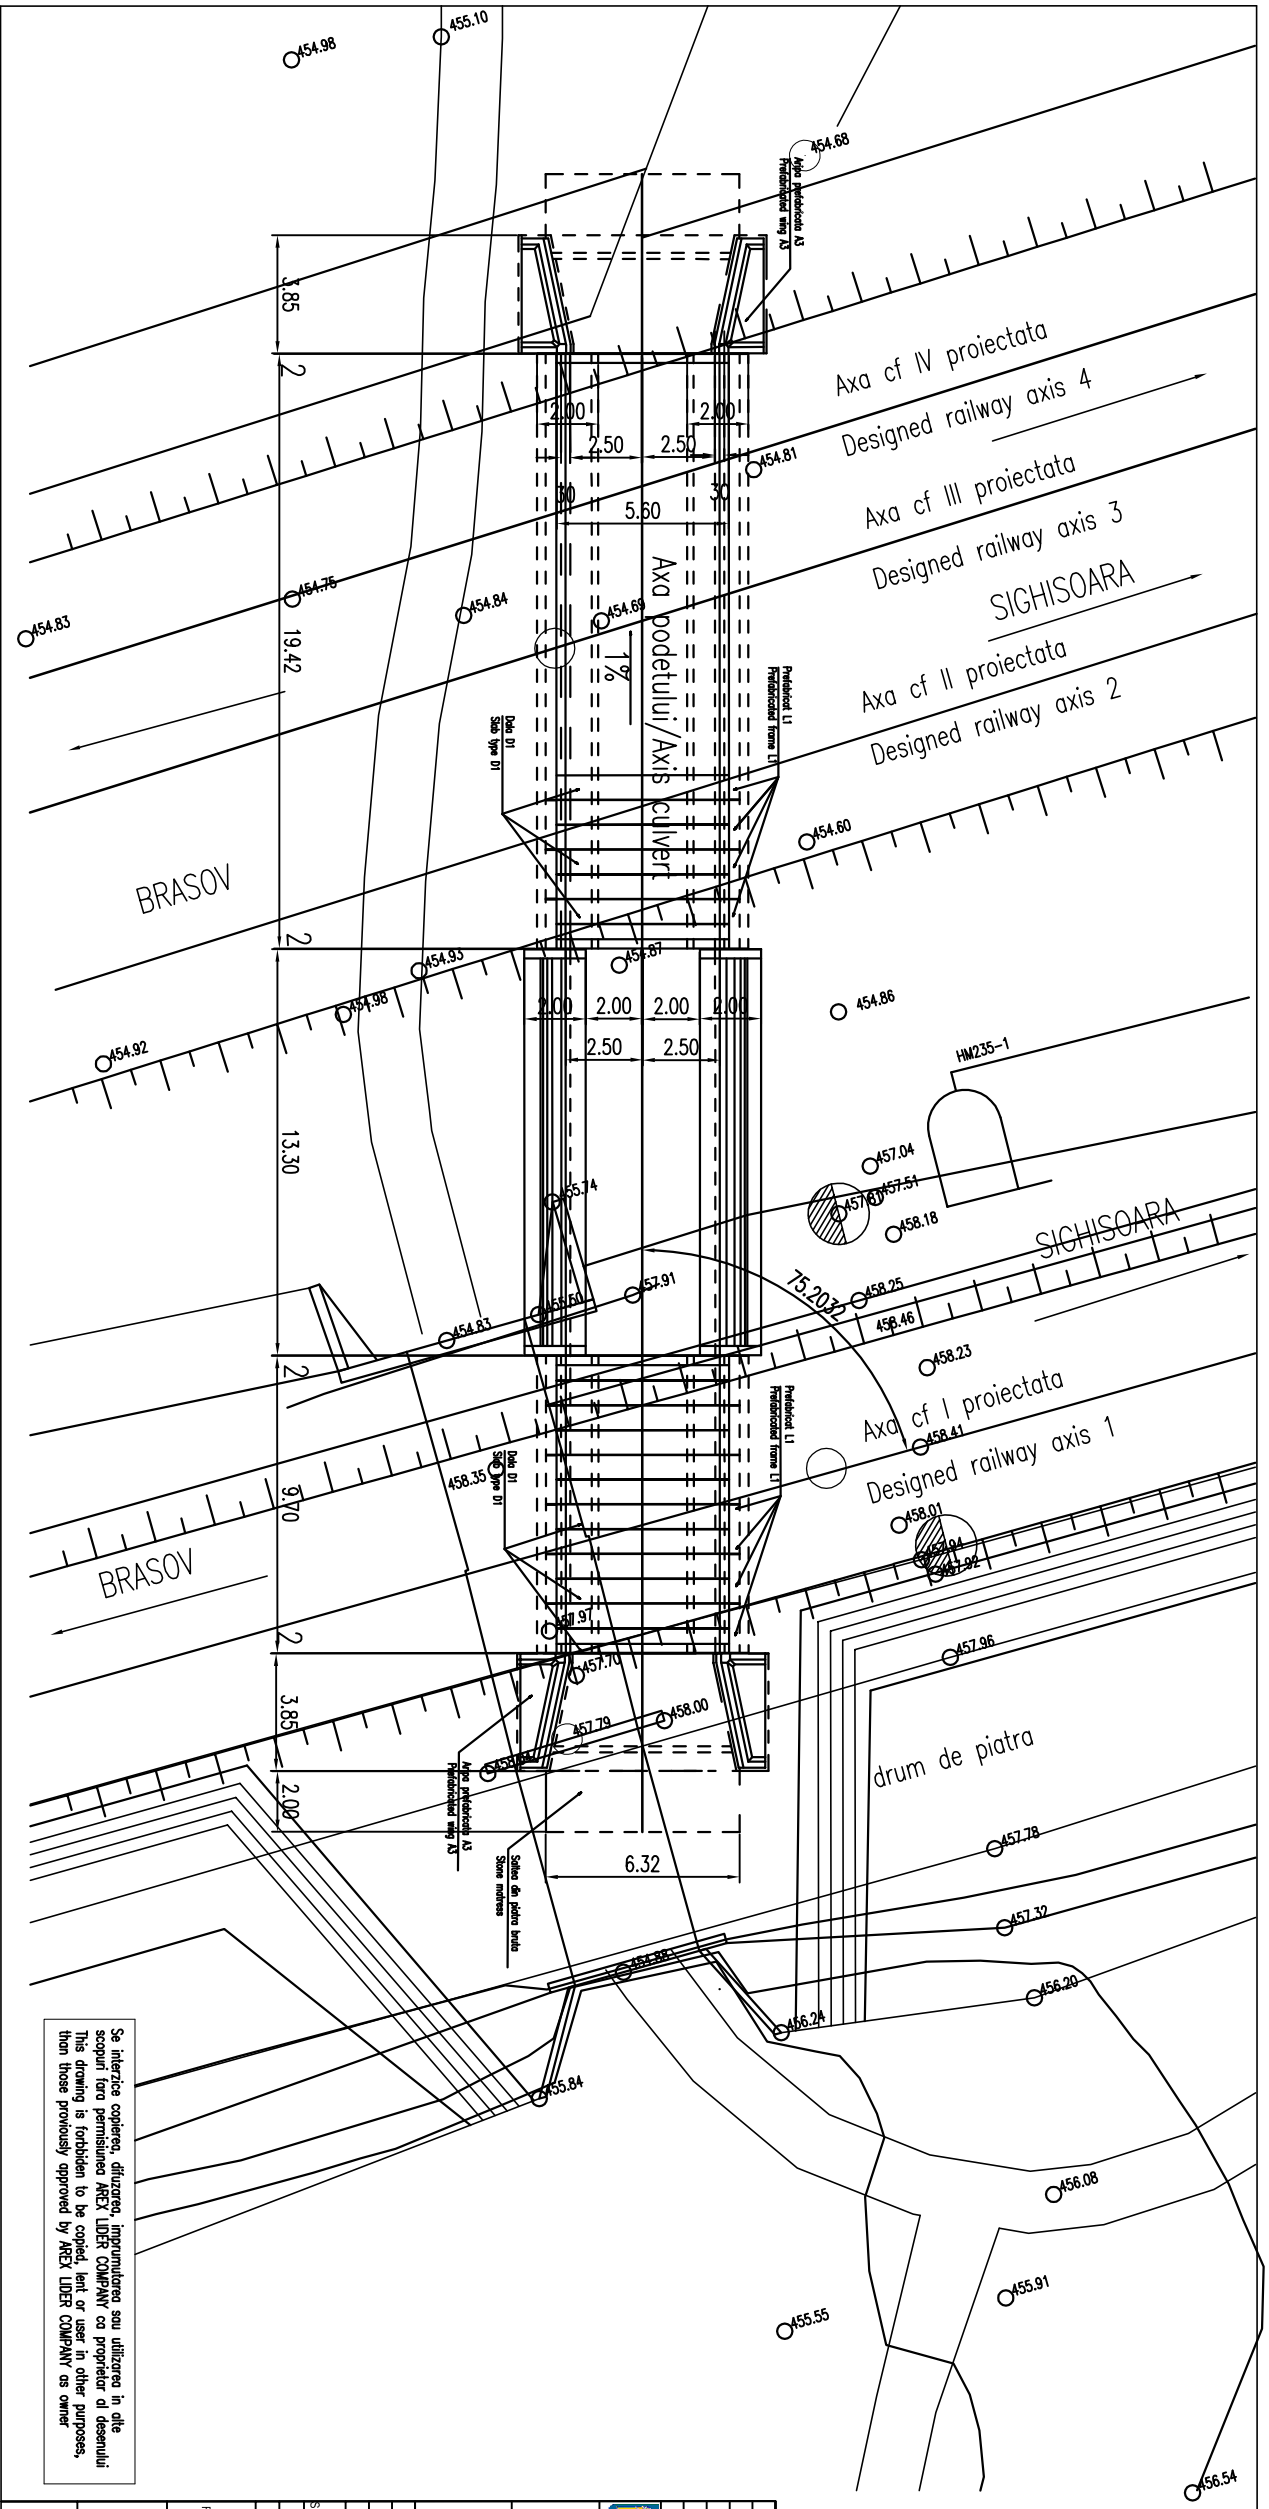 455.10
454.98
454.68
Aripa prefabricata A3
Prefabricated wing A3
3.85
2
Axa cf IV proiectata
Designed railway axis 4
2.00
2.00
2.50
2.50
454.81
30
30
5.60
Axa cf III proiectata
Designed railway axis 3
SIGHISOARA
454.75
454.84
454.69
454.83
19.42
1%
Axa podetului/Axis culvert
Axa cf II proiectata
Designed railway axis 2
Prefabricat L1
Prefabricated frame L1
Dala D1
Slab type D1
454.60
BRASOV
2
454.93
454.87
454.98
454.86
2.00
2.00
2.00
2.00
2.50
2.50
454.92
HM235-1
13.30
457.04
457.51
457.81
458.18
455.74
SIGHISOARA
75.2032
457.91
458.25
455.60
458.46
454.83
458.23
2
Prefabricat L1
Prefabricated frame L1
Axa cf I proiectata
Designed railway axis 1
458.41
458.35
Dala D1
Slab type D1
9.70
458.01
457.94
457.92
BRASOV
457.97
2
457.96
457.70
3.85
458.00
457.79
drum de piatra
2.00
Aripa prefabricata A3
Prefabricated wing A3
457.78
Saltea din piatra bruta
Stone matress
6.32
457.32
454.88
456.20
456.24
455.84
456.08
455.91
455.55
456.54
Se interzice copierea, difuzarea, imprumutarea sau utilizarea in alte
scopuri fara permisiunea AREX LIDER COMPANY ca proprietar al desenului
This drawing is forbbiden to be copied, lent or user in other purposes,
than those proviously approved by AREX LIDER COMPANY as owner